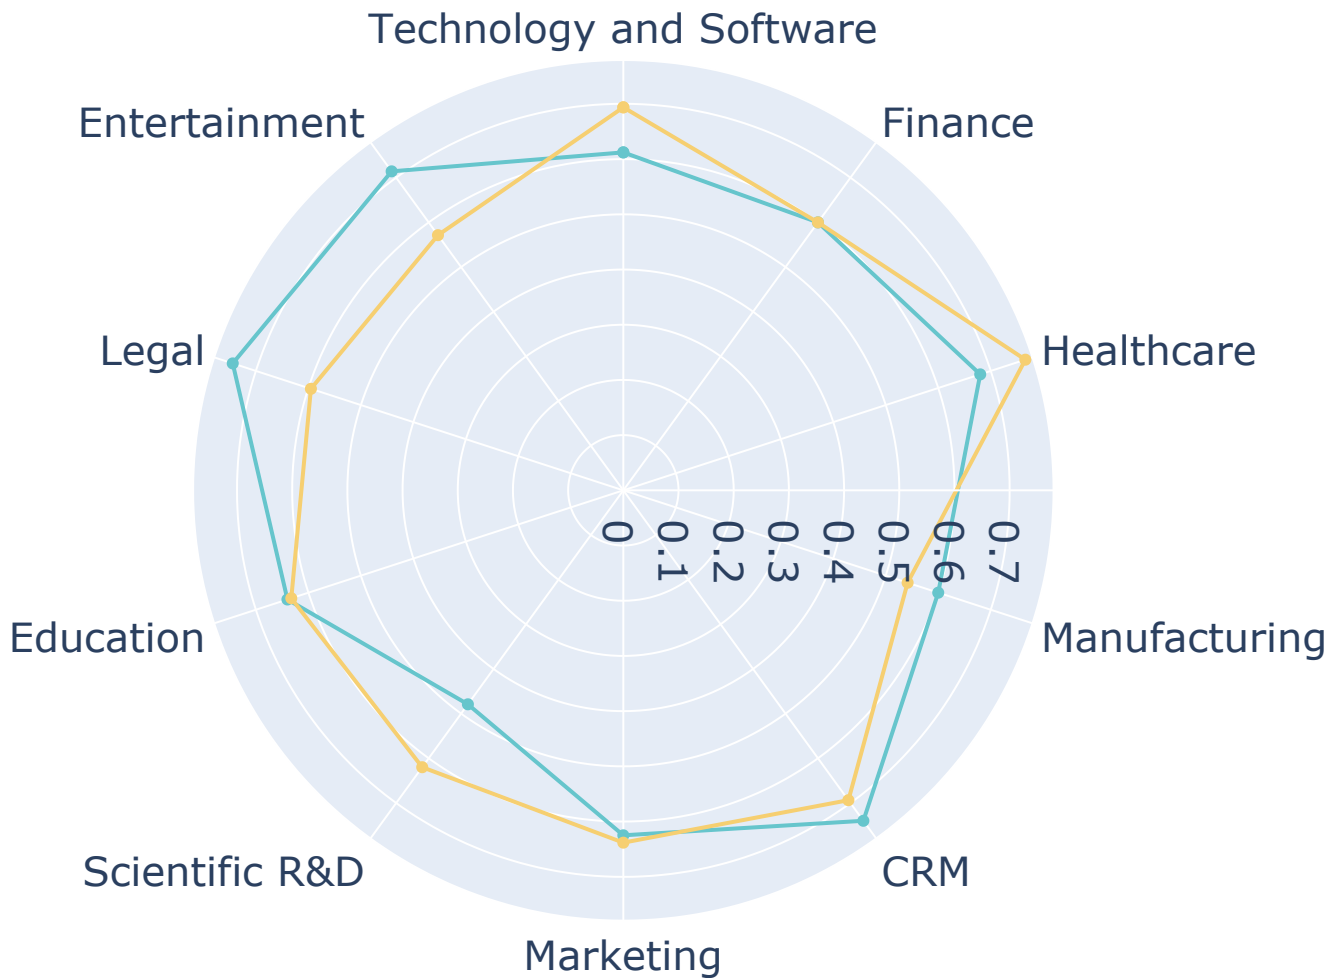 Technology and Software
Entertainment
Finance
Legal
Healthcare
0
0.1
0.2
0.3
0.4
0.5
0.6
0.7
Education
Manufacturing
Scientific R&D
CRM
Marketing